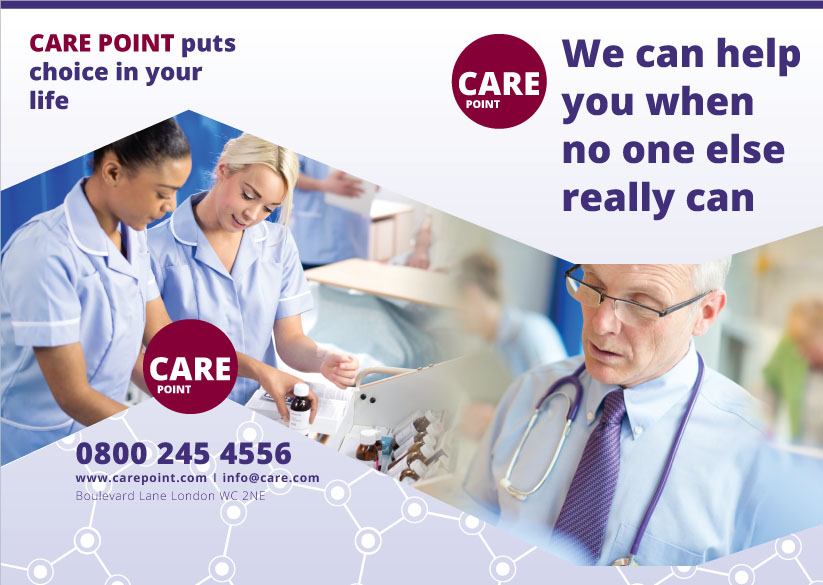 CARE POINT puts
choice in your
life
CARE
POINT
0800 245 4556
www.carepoint.com | info@care.com
Boulevard Lane London WC 2NE
CARE
POINT
We can help
you when
no one else
really can